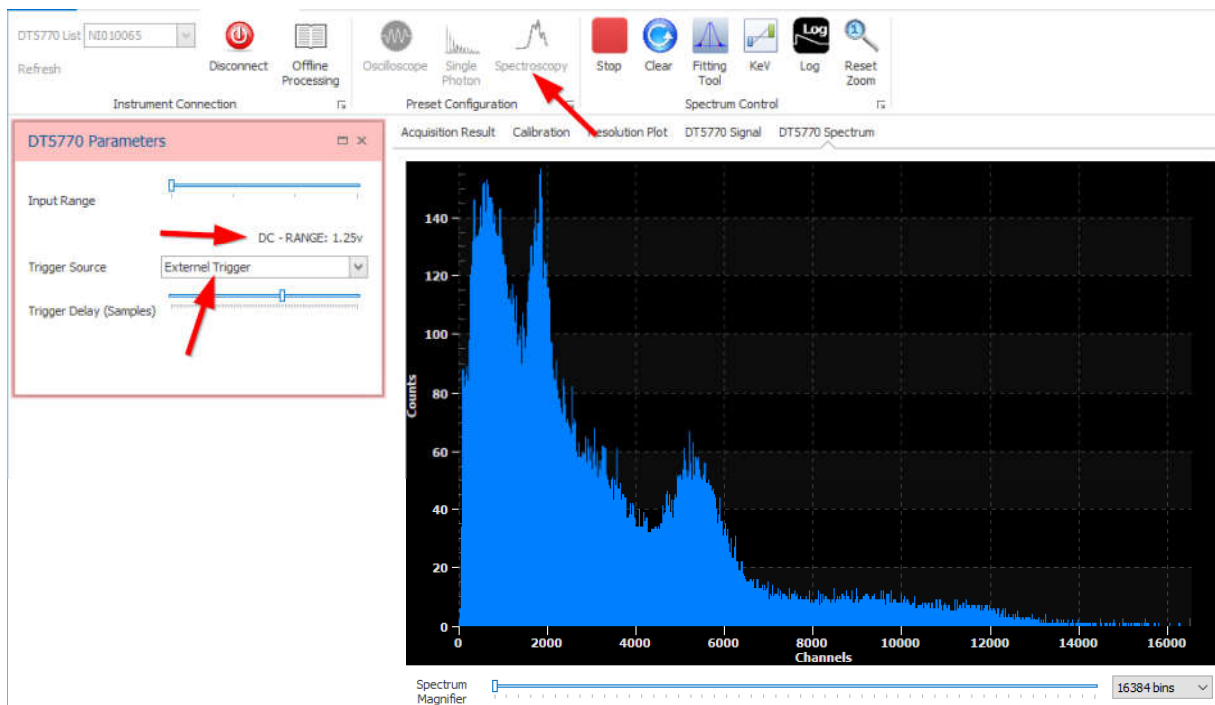 DT5770 List NI010065
Refresh
Disconnect
Offline
Processing
Instrument Connection
Oscilloscope
Single
Photon
Spectroscopy
Preset Configuration
Stop
Clear
Fitting
Tool
KeV
Log
Log
Reset
Zoom
Spectrum Control
DT5770 Parameters
Input Range
DC - RANGE: 1.25v
Trigger Source Externel Trigger
Trigger Delay (Samples)
Acquisition Result Calibration Resolution Plot DT5770 Signal DT5770 Spectrum
140
120
100
80
60
40
20
0
Counts
0 2000 4000 6000 8000 10000 12000 14000 16000
Channels
Spectrum
Magnifier
16384 bins